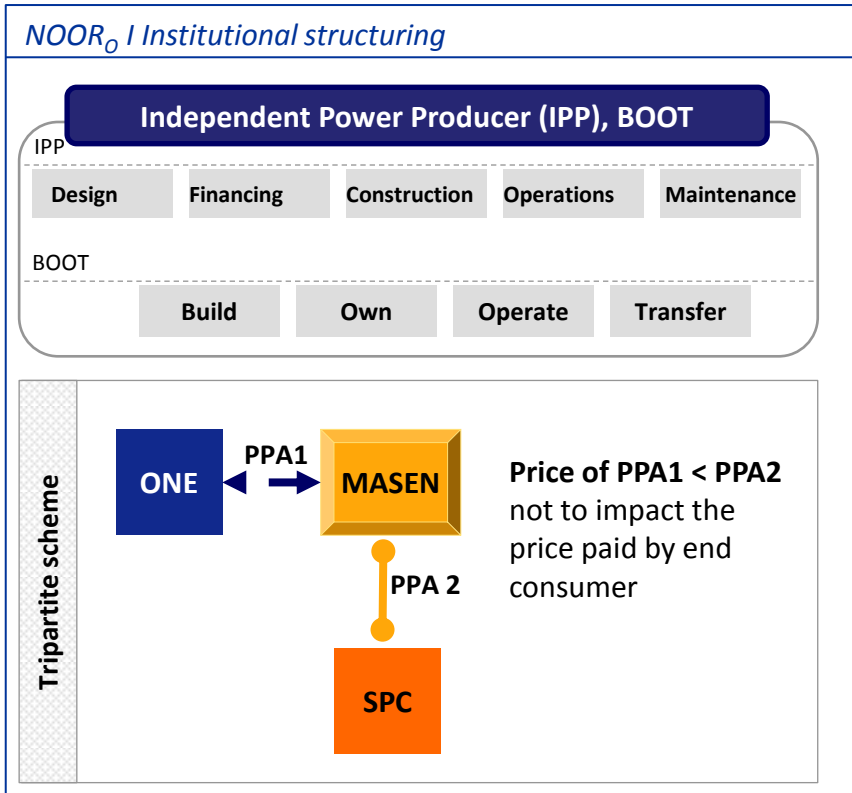 NOORO I Institutional structuring
Independent Power Producer (IPP), BOOT
IPP
Design Financing Construction Operations Maintenance
BOOT
Build Own Operate Transfer
Tripartite scheme
ONE
PPA1
MASEN
PPA 2
SPC
Price of PPA1 < PPA2
not to impact the
price paid by end
consumer